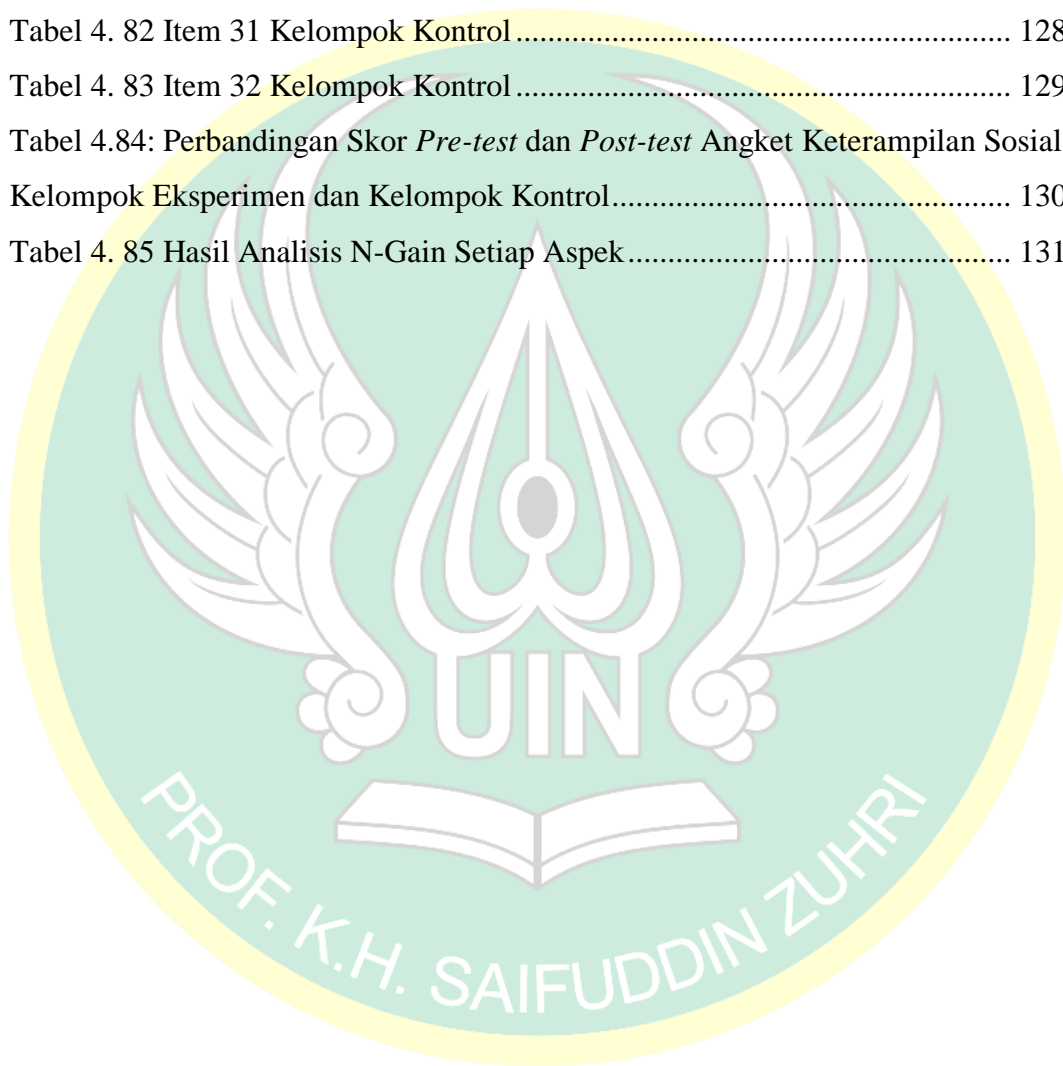 Tabel 4. 82 Item 31 Kelompok Kontrol ............................................................ 128
Tabel 4. 83 Item 32 Kelompok Kontrol ............................................................ 129
Tabel 4.84: Perbandingan Skor Pre-test dan Post-test Angket Keterampilan Sosial
Kelompok Eksperimen dan Kelompok Kontrol ................................................ 130
Tabel 4. 85 Hasil Analisis N-Gain Setiap Aspek .............................................. 131
UIN
PROF. K.H. SAIFUDDIN ZUHRI